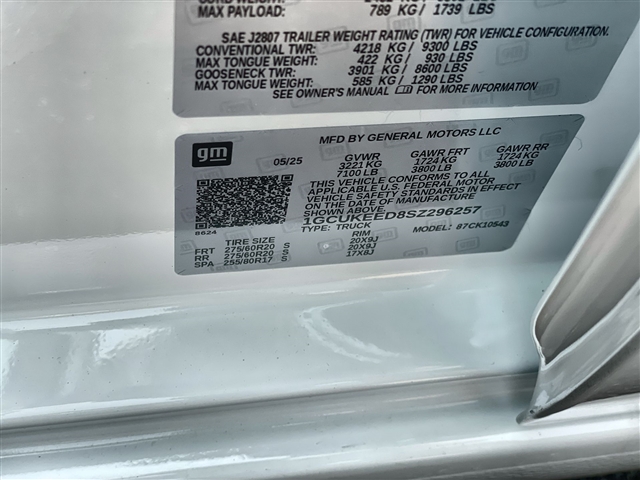 MAX PAYLOAD: 789 KG / 1739 LBS
SAE J2807 TRAILER WEIGHT RATING (TWR) FOR VEHICLE CONFIGURATION.
CONVENTIONAL TWR: 4218 KG / 9300 LBS
MAX TONGUE WEIGHT: 422 KG / 930 LBS
GOOSENECK TWR: 3901 KG / 8600 LBS
MAX TONGUE WEIGHT: 585 KG / 1290 LBS
SEE OWNER'S MANUAL FOR MORE INFORMATION
gm
MFD BY GENERAL MOTORS LLC
05/25
GVWR GAWR FRT GAWR RR
3221 KG 1724 KG 1724 KG
7100 LB 3800 LB 3800 LB
THIS VEHICLE CONFORMS TO ALL
APPLICABLE U.S. FEDERAL MOTOR
VEHICLE SAFETY AND THEFT PREVENTION
STANDARDS IN EFFECT ON THE DATE OF
MANUFACTURE SHOWN ABOVE.
1GCUKEED8SZ296257
8624
TYPE: TRUCK MODEL: 87CK10543
TIRE SIZE RIM
FRT 275/60R20 S 20X9J
RR 275/60R20 S 20X9J
SPA 255/80R17 S 17X8J